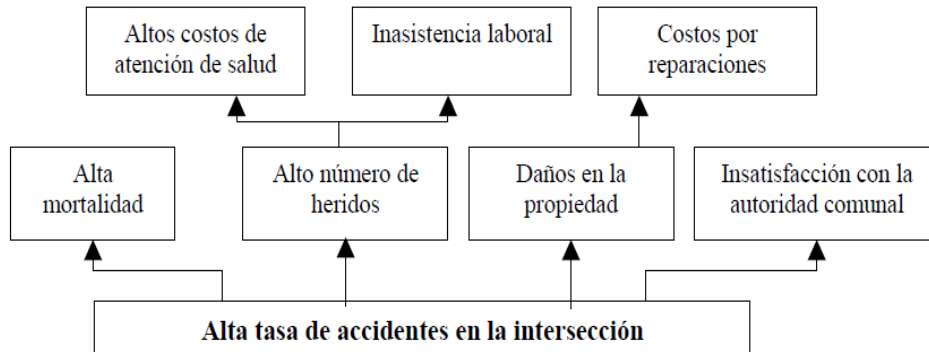 Altos costos de
atención de salud
Inasistencia laboral
Costos por
reparaciones
Alta
mortalidad
Alto número de
heridos
Daños en la
propiedad
Insatisfacción con la
autoridad comunal
Alta tasa de accidentes en la intersección